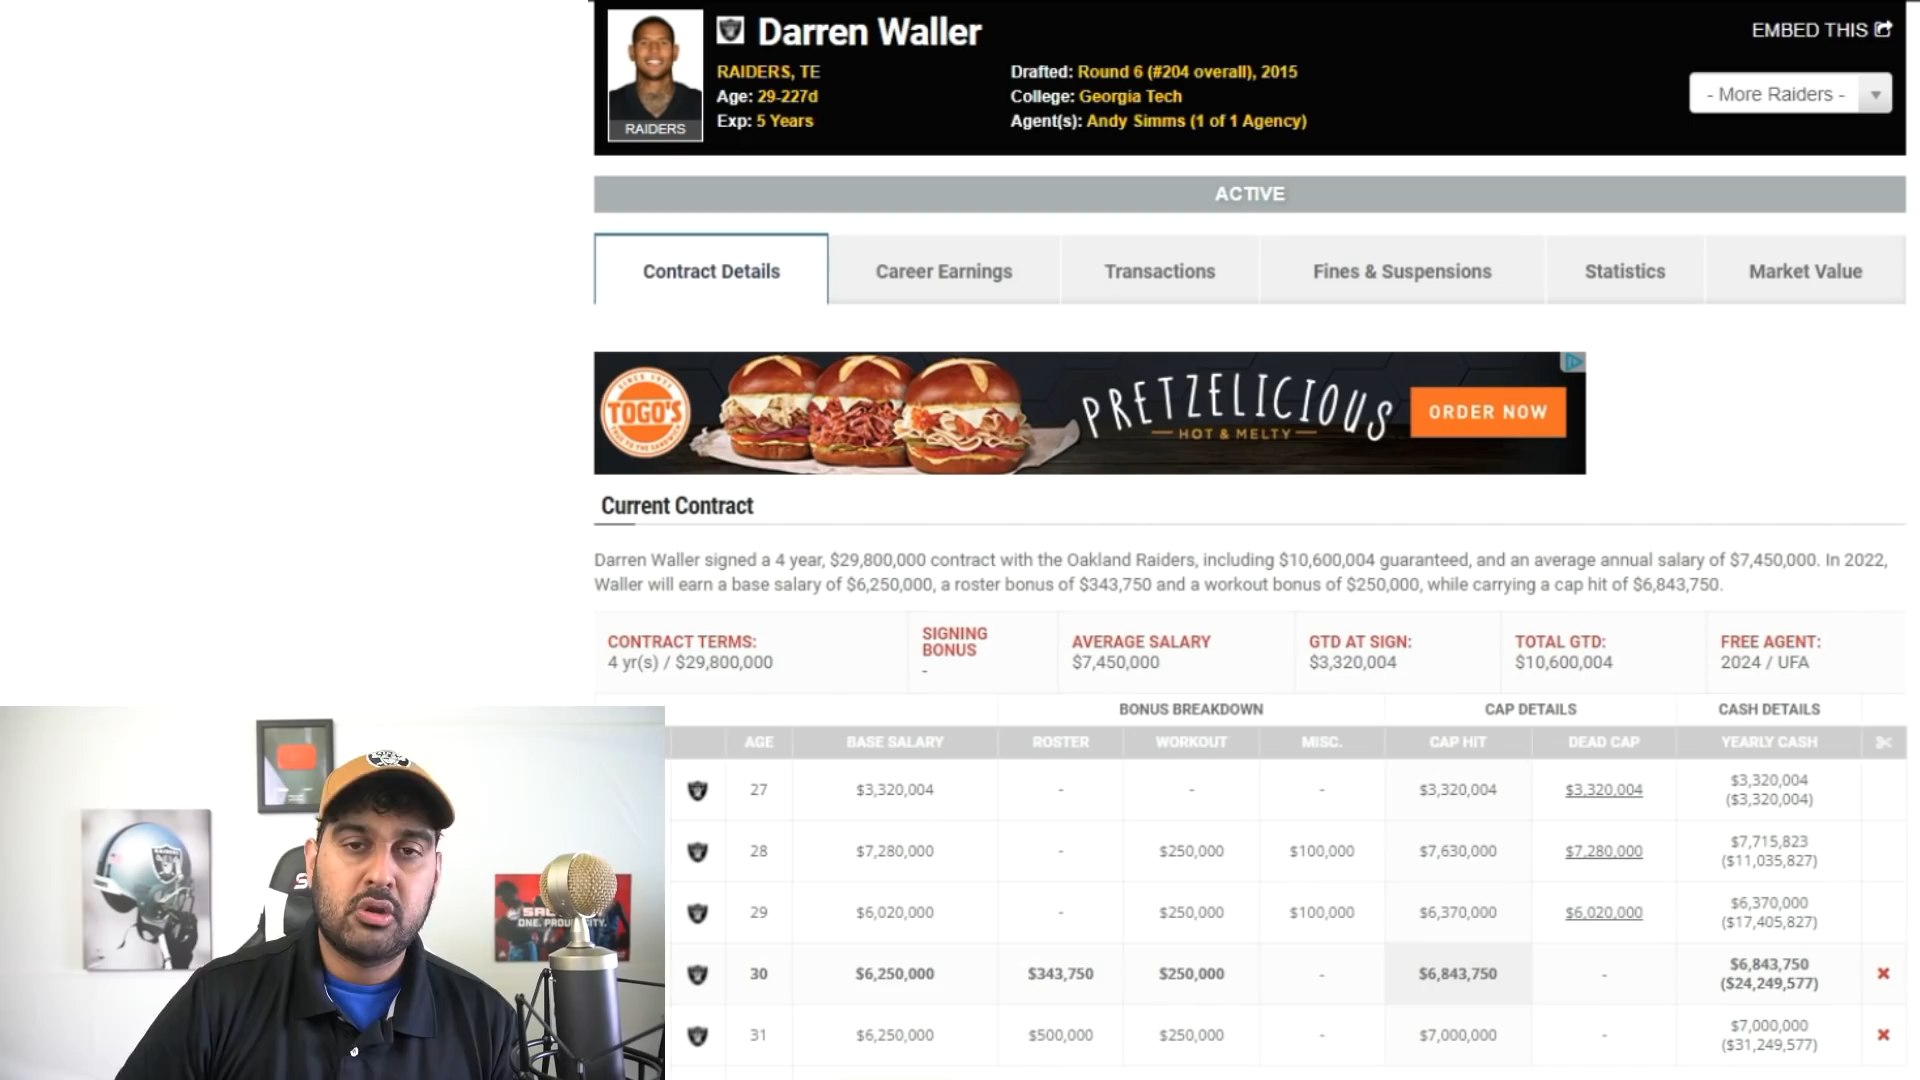 Darren Waller
EMBED THIS
RAIDERS, TE
Age: 29-227d
Exp: 5 Years
RAIDERS
Drafted: Round 6 (#204 overall), 2015
College: Georgia Tech
Agent(s): Andy Simms (1 of 1 Agency)
- More Raiders -
ACTIVE
Contract Details Career Earnings Transactions Fines & Suspensions Statistics Market Value
TOGO'S
PRETZELICIOUS
HOT & MELTY
ORDER NOW
Current Contract
Darren Waller signed a 4 year, $29,800,000 contract with the Oakland Raiders, including $10,600,004 guaranteed, and an average annual salary of $7,450,000. In 2022,
Waller will earn a base salary of $6,250,000, a roster bonus of $343,750 and a workout bonus of $250,000, while carrying a cap hit of $6,843,750.
CONTRACT TERMS: SIGNING BONUS AVERAGE SALARY GTD AT SIGN: TOTAL GTD: FREE AGENT:
4 yr(s) / $29,800,000 - $7,450,000 $3,320,004 $10,600,004 2024 / UFA
BONUS BREAKDOWN CAP DETAILS CASH DETAILS
AGE BASE SALARY ROSTER WORKOUT MISC. CAP HIT DEAD CAP YEARLY CASH
27 $3,320,004 - - - $3,320,004 $3,320,004 $3,320,004
($3,320,004)
28 $7,280,000 - $250,000 $100,000 $7,630,000 $7,280,000 $7,715,823
($11,035,827)
29 $6,020,000 - $250,000 $100,000 $6,370,000 $6,020,000 $6,370,000
($17,405,827)
30 $6,250,000 $343,750 $250,000 - $6,843,750 - $6,843,750
($24,249,577)
31 $6,250,000 $500,000 $250,000 - $7,000,000 - $7,000,000
($31,249,577)
RAIDERS
ONE.